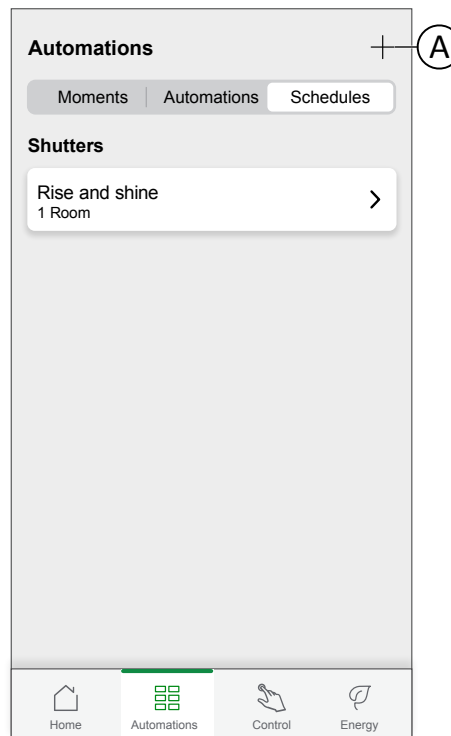 Automations
A
Moments Automations Schedules
Shutters
Rise and shine
1 Room
Home Automations Control Energy